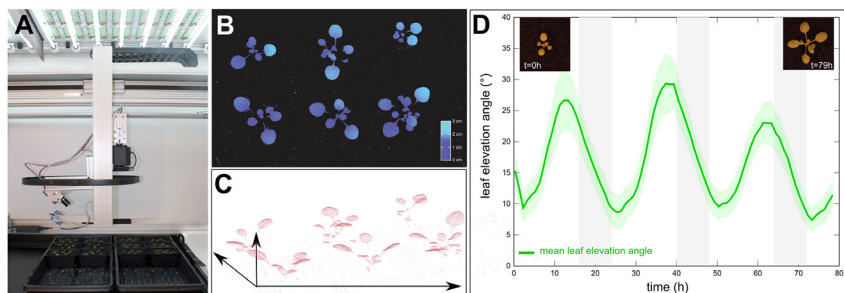 A
B
3 cm
2 cm
1 cm
0 cm
C
D
leaf elevation angle (°)
40
35
30
25
20
15
10
5
0
t=0h
t=79h
mean leaf elevation angle
0 10 20 30 40 50 60 70 80
time (h)